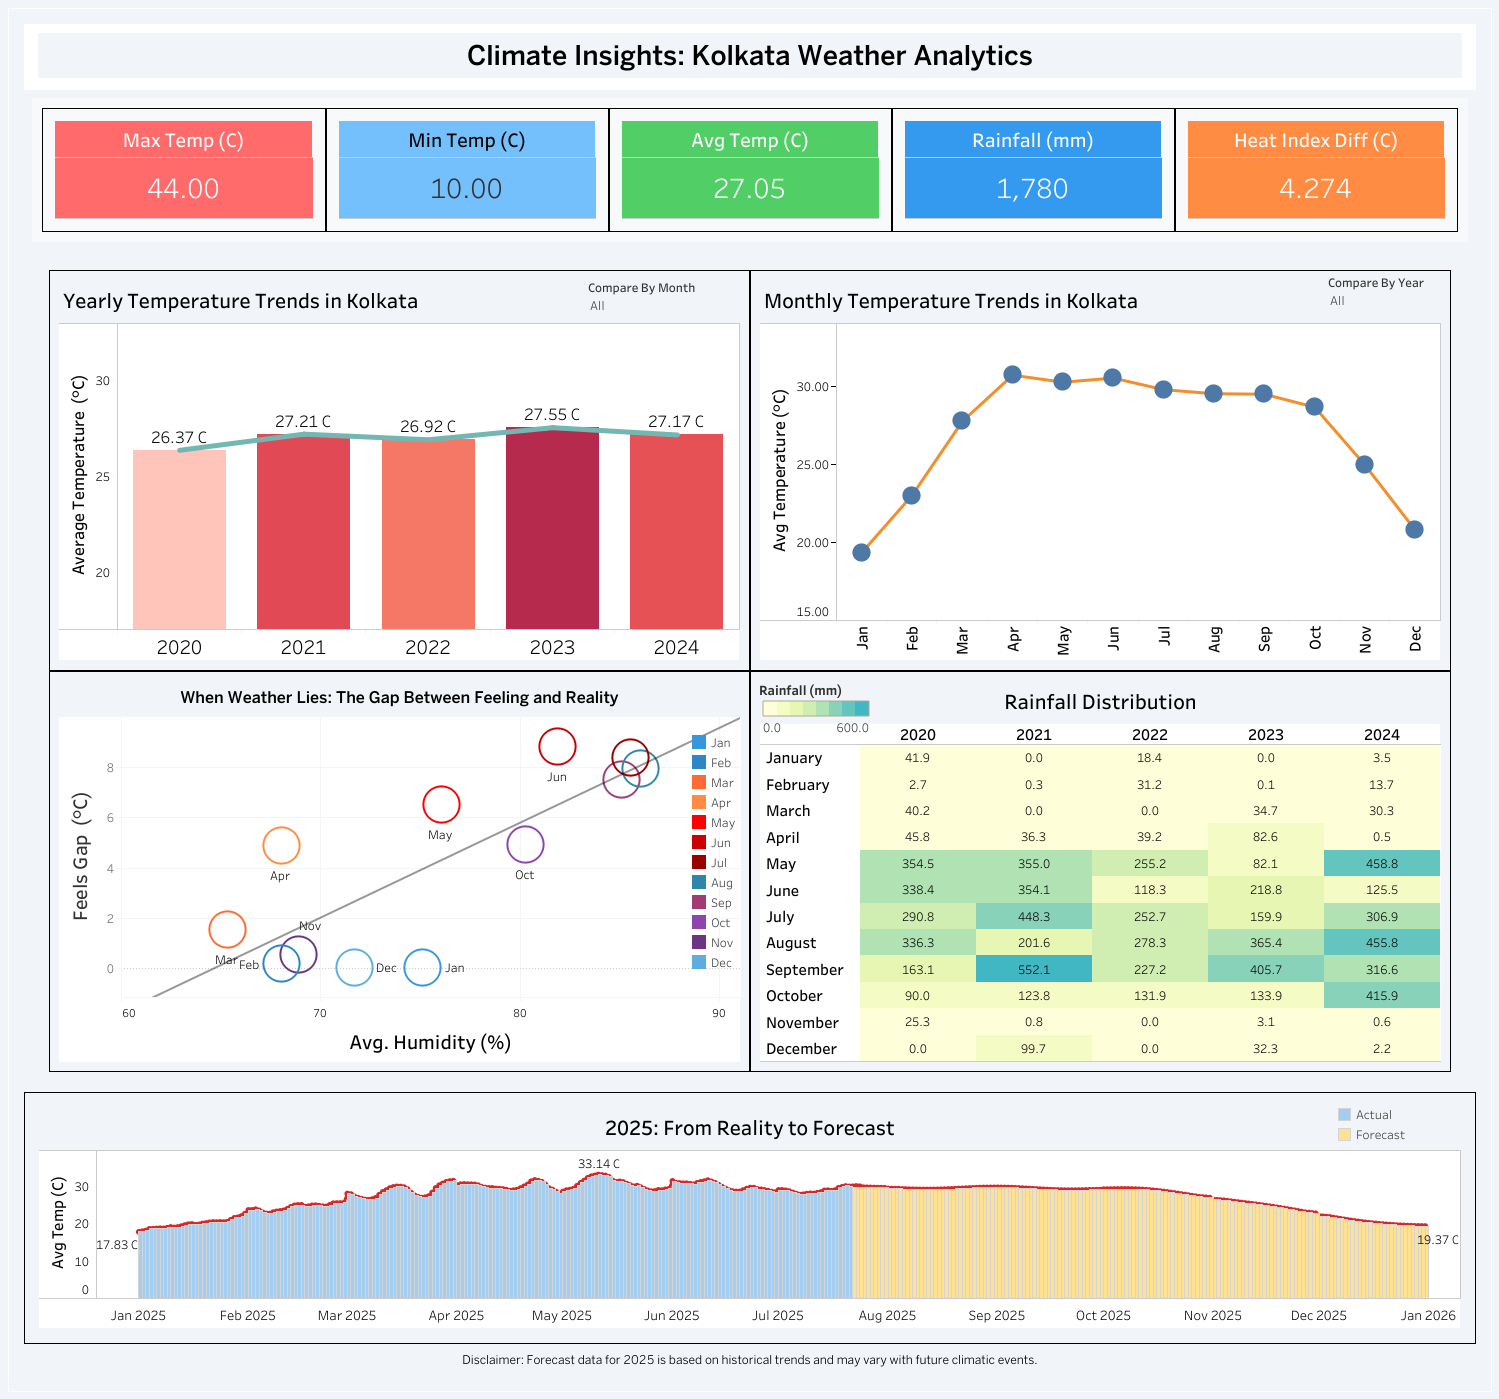 Climate Insights: Kolkata Weather Analytics
Max Temp (C)
44.00
Min Temp (C)
10.00
Avg Temp (C)
27.05
Rainfall (mm)
1,780
Heat Index Diff (C)
4.274
Yearly Temperature Trends in Kolkata
Compare By Month
All
Average Temperature (°C)
30
25
20
26.37 C
27.21 C
26.92 C
27.55 C
27.17 C
2020 2021 2022 2023 2024
Monthly Temperature Trends in Kolkata
Compare By Year
All
Avg Temperature (°C)
30.00
25.00
20.00
15.00
Jan Feb Mar Apr May Jun Jul Aug Sep Oct Nov Dec
When Weather Lies: The Gap Between Feeling and Reality
Feels Gap (°C)
8
6
4
2
0
Jun
May
Apr
Oct
Nov
Mar
Feb
Dec
Jan
60 70 80 90
Avg. Humidity (%)
Jan
Feb
Mar
Apr
May
Jun
Jul
Aug
Sep
Oct
Nov
Dec
Rainfall (mm)
0.0 600.0
Rainfall Distribution
2020 2021 2022 2023 2024
January 41.9 0.0 18.4 0.0 3.5
February 2.7 0.3 31.2 0.1 13.7
March 40.2 0.0 0.0 34.7 30.3
April 45.8 36.3 39.2 82.6 0.5
May 354.5 355.0 255.2 82.1 458.8
June 338.4 354.1 118.3 218.8 125.5
July 290.8 448.3 252.7 159.9 306.9
August 336.3 201.6 278.3 365.4 455.8
September 163.1 552.1 227.2 405.7 316.6
October 90.0 123.8 131.9 133.9 415.9
November 25.3 0.8 0.0 3.1 0.6
December 0.0 99.7 0.0 32.3 2.2
2025: From Reality to Forecast
Actual
Forecast
Avg Temp (C)
30
20
10
0
17.83 C
33.14 C
19.37 C
Jan 2025 Feb 2025 Mar 2025 Apr 2025 May 2025 Jun 2025 Jul 2025 Aug 2025 Sep 2025 Oct 2025 Nov 2025 Dec 2025 Jan 2026
Disclaimer: Forecast data for 2025 is based on historical trends and may vary with future climatic events.